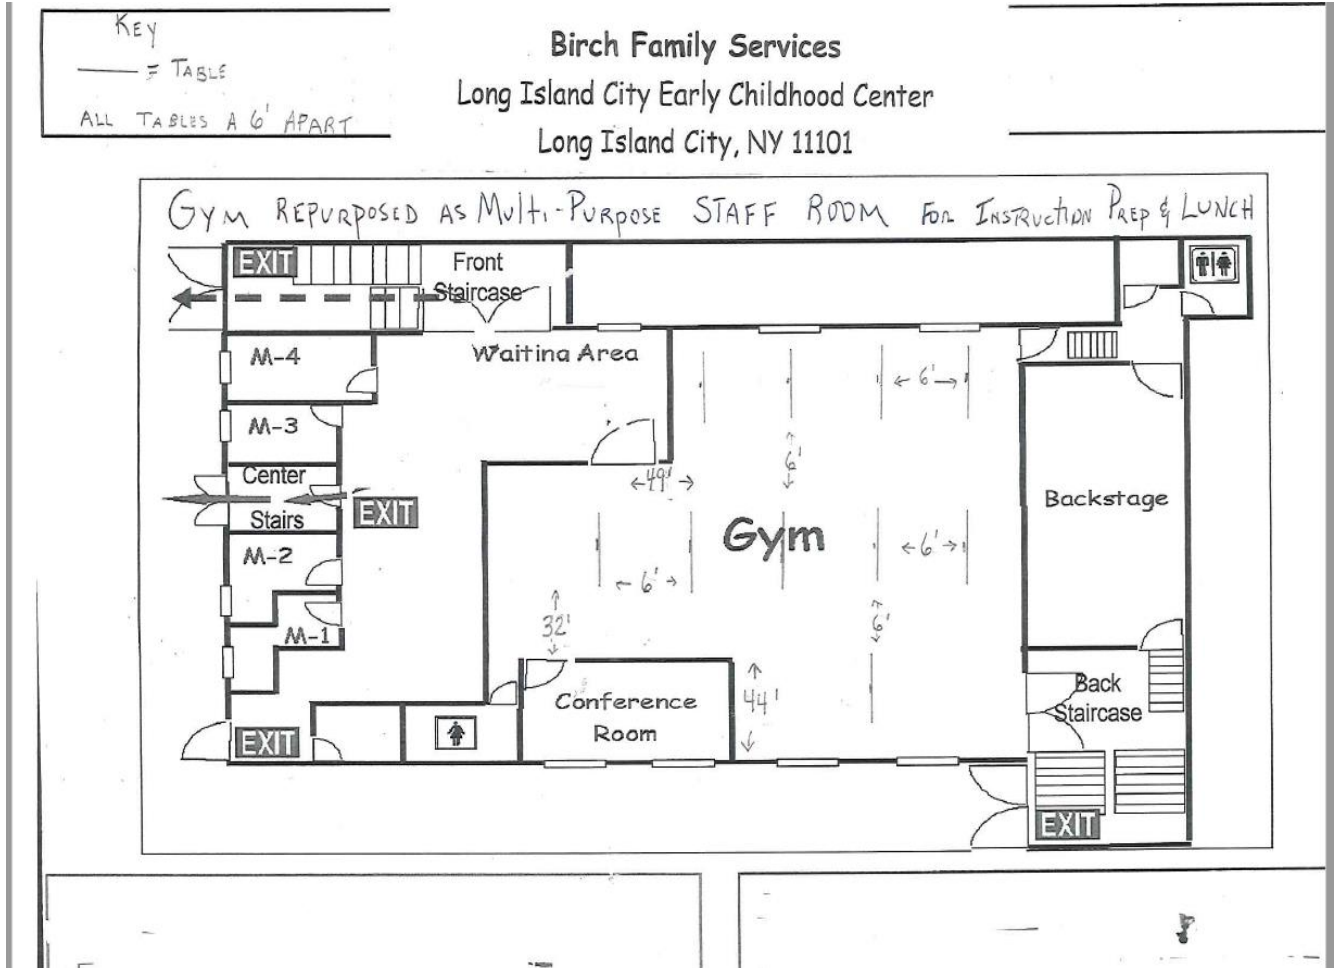 KEY
= TABLE
ALL TABLES A 6' APART
Birch Family Services
Long Island City Early Childhood Center
Long Island City, NY 11101
GYM REPURPOSED AS MULTI-PURPOSE STAFF ROOM FOR INSTRUCTION PREP & LUNCH
EXIT
Front
Staircase
M-4
Waiting Area
6'
M-3
6'
Center
Stairs
49'
EXIT
Backstage
Gym
M-2
6'
6'
32'
6'
M-1
Conference
Room
44'
Back
Staircase
EXIT
EXIT